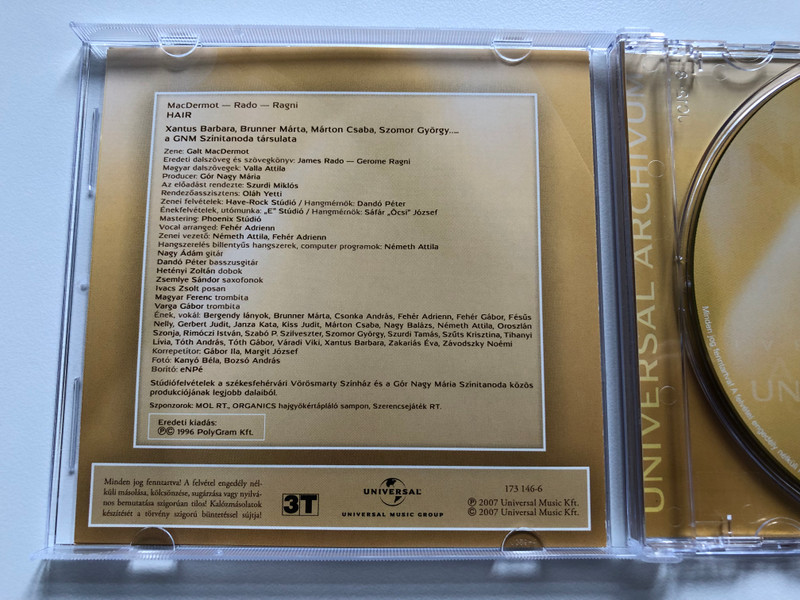 MacDermot — Rado — Ragni
HAIR
Xantus Barbara, Brunner Márta, Márton Csaba, Szomor György....
a GNM Színitanoda társulata
Zene: Galt MacDermot
Eredeti dalszöveg és szövegkönyv: James Rado — Gerome Ragni
Magyar dalszövegek: Valla Attila
Producer: Gór Nagy Mária
Az előadást rendezte: Szurdi Miklós
Rendezőasszisztens: Oláh Yetti
Zenei felvételek: Have-Rock Stúdió / Hangmérnök: Dandó Péter
Énekfelvételek, utómunka: „E" Stúdió / Hangmérnök: Sáfár „Öcsi" József
Mastering: Phoenix Stúdió
Vocal arranged: Fehér Adrienn
Zenei vezető: Németh Attila, Fehér Adrienn
Hangszerelés billentyűs hangszerek, computer programok: Németh Attila
Nagy Ádám gitár
Dandó Péter basszusgitár
Hetényi Zoltán dobok
Zsemlye Sándor saxofonok
Ivacs Zsolt posan
Magyar Ferenc trombita
Varga Gábor trombita
Ének, vokál: Bergendy lányok, Brunner Márta, Csonka András, Fehér Adrienn, Fehér Gábor, Fésűs
Nelly, Gerbert Judit, Janza Kata, Kiss Judit, Márton Csaba, Nagy Balázs, Németh Attila, Oroszlán
Szonja, Rimóczi István, Szabó P. Szilveszter, Szomor György, Szurdi Tamás, Szűts Krisztina, Tihanyi
Lívia, Tóth András, Tóth Gábor, Váradi Viki, Xantus Barbara, Zakariás Éva, Závodszky Noémi
Korrepetitor: Gábor Ila, Margit József
Fotó: Kanyó Béla, Bozsó András
Borító: eNPé
Stúdiófelvételek a székesfehérvári Vörösmarty Színház és a Gór Nagy Mária Színitanoda közös
produkciójának legjobb dalaiból.
Szponzorok: MOL RT., ORGANICS hajgyökértápláló sampon, Szerencsejáték RT.
Eredeti kiadás:
℗© 1996 PolyGram Kft.
Minden jog fenntartva! A felvétel engedély nél-
küli másolása, kölcsönzése, sugárzása vagy nyilvá-
nos bemutatása szigorúan tilos! Kalózmásolatok
készítését a törvény szigorú büntetéssel sújtja!
3T
UNIVERSAL
UNIVERSAL MUSIC GROUP
173 146-6
℗ 2007 Universal Music Kft.
© 2007 Universal Music Kft.
UNIVERSAL ARCHIVUM
UN
Minden jog fenntartva! A felvétel engedély nélküli